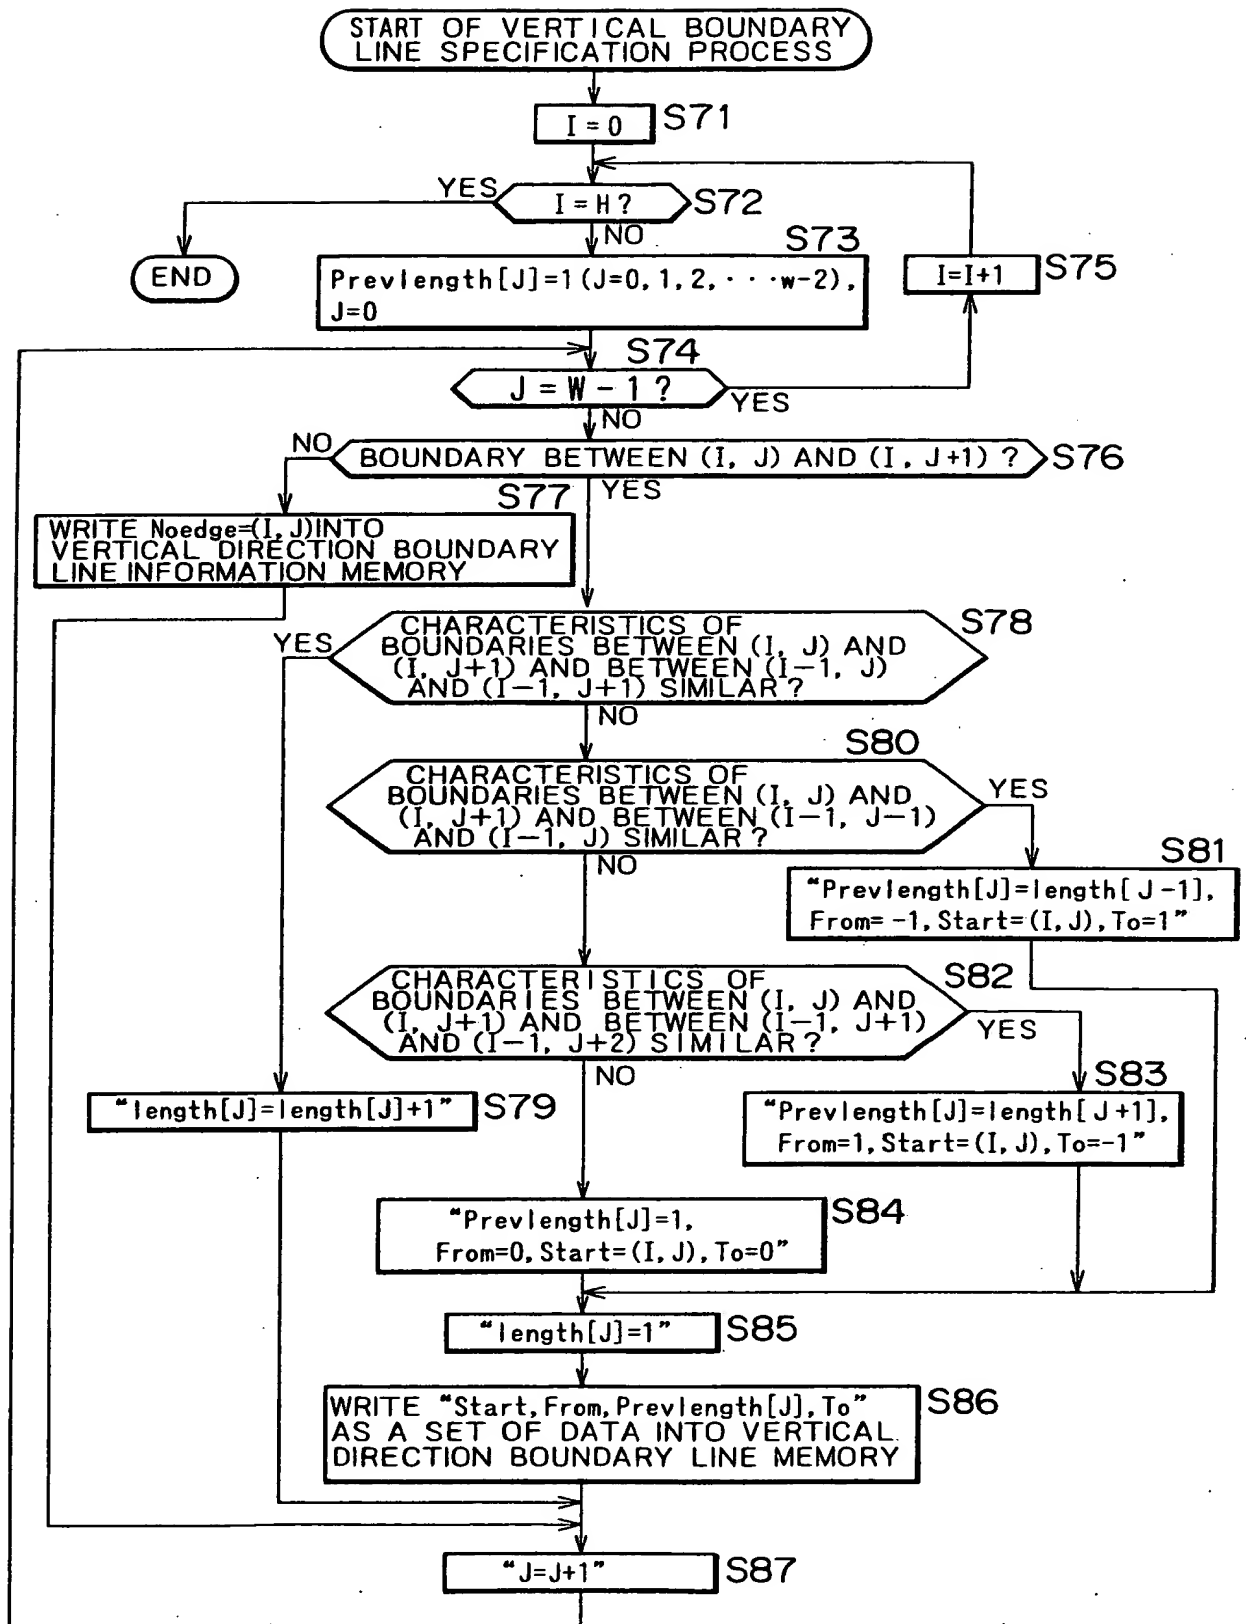 START OF VERTICAL BOUNDARY
LINE SPECIFICATION PROCESS
I=0
S71
YES
I=H?
S72
NO
S73
END
Prevlength[J]=1(J=0,1,2,···w-2),
J=0
I=I+1
S75
S74
J=W-1?
YES
NO
NO
BOUNDARY BETWEEN (I, J) AND (I, J+1) ?
S76
S77
YES
WRITE Noedge=(I,J)INTO
VERTICAL DIRECTION BOUNDARY
LINE INFORMATION MEMORY
YES
CHARACTERISTICS OF
BOUNDARIES BETWEEN (I, J) AND
(I, J+1) AND BETWEEN (I-1, J)
AND (I-1, J+1) SIMILAR?
S78
NO
S80
CHARACTERISTICS OF
BOUNDARIES BETWEEN (I, J) AND
(I, J+1) AND BETWEEN (I-1, J-1)
AND (I-1, J) SIMILAR?
YES
NO
S81
“Prevlength[J]=length[J-1],
From=-1,Start=(I,J),To=1”
CHARACTERISTICS OF
BOUNDARIES BETWEEN (I, J) AND
(I, J+1) AND BETWEEN (I-1, J+1)
AND (I-1, J+2) SIMILAR?
S82
YES
NO
“length[J]=length[J]+1”
S79
S83
“Prevlength[J]=length[J+1],
From=1,Start=(I,J),To=-1”
“Prevlength[J]=1,
From=0,Start=(I,J),To=0”
S84
“length[J]=1”
S85
WRITE “Start,From,Prevlength[J],To”
AS A SET OF DATA INTO VERTICAL
DIRECTION BOUNDARY LINE MEMORY
S86
“J=J+1”
S87